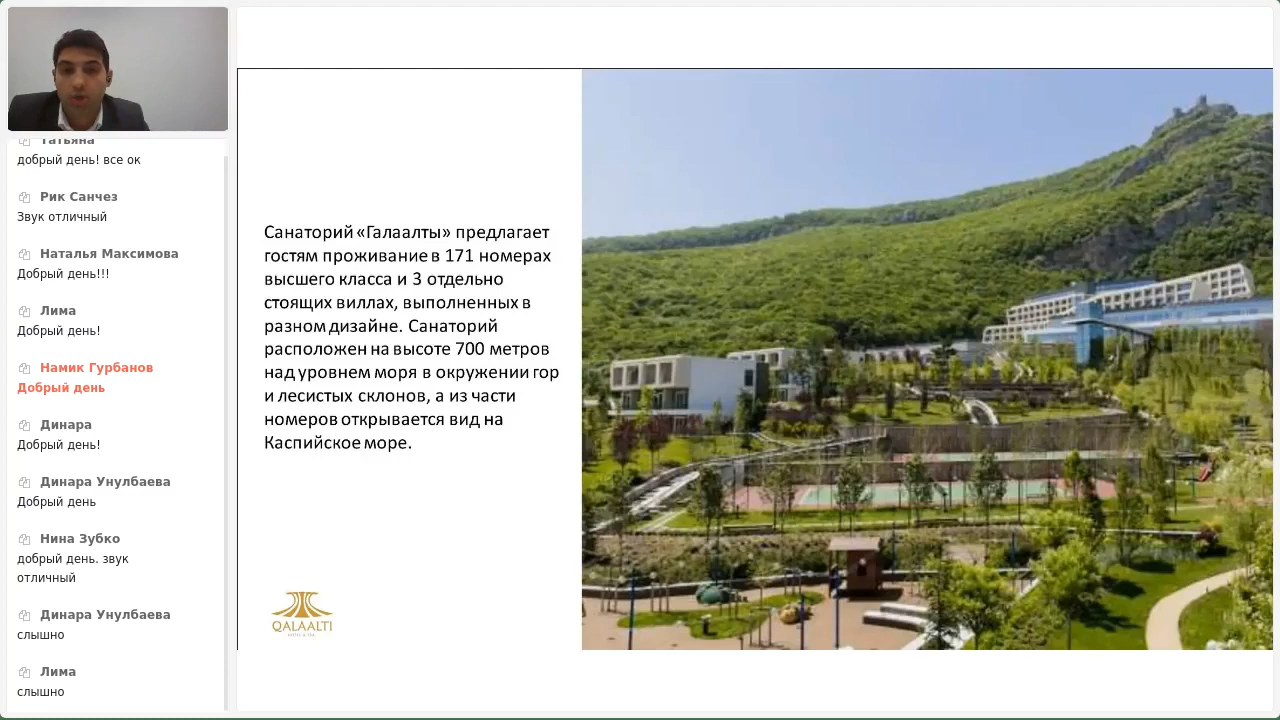 Татьяна
добрый день! все ок
Рик Санчез
Звук отличный
Наталья Максимова
Добрый день!!!
Лима
Добрый день!
Намик Гурбанов
Добрый день
Динара
Добрый день!
Динара Унулбаева
Добрый день
Нина Зубко
добрый день. звук
отличный
Динара Унулбаева
слышно
Лима
слышно
Санаторий «Галаалты» предлагает
гостям проживание в 171 номерах
высшего класса и 3 отдельно
стоящих виллах, выполненных в
разном дизайне. Санаторий
расположен на высоте 700 метров
над уровнем моря в окружении гор
и лесистых склонов, а из части
номеров открывается вид на
Каспийское море.
QALAALTI
HOTEL & SPA